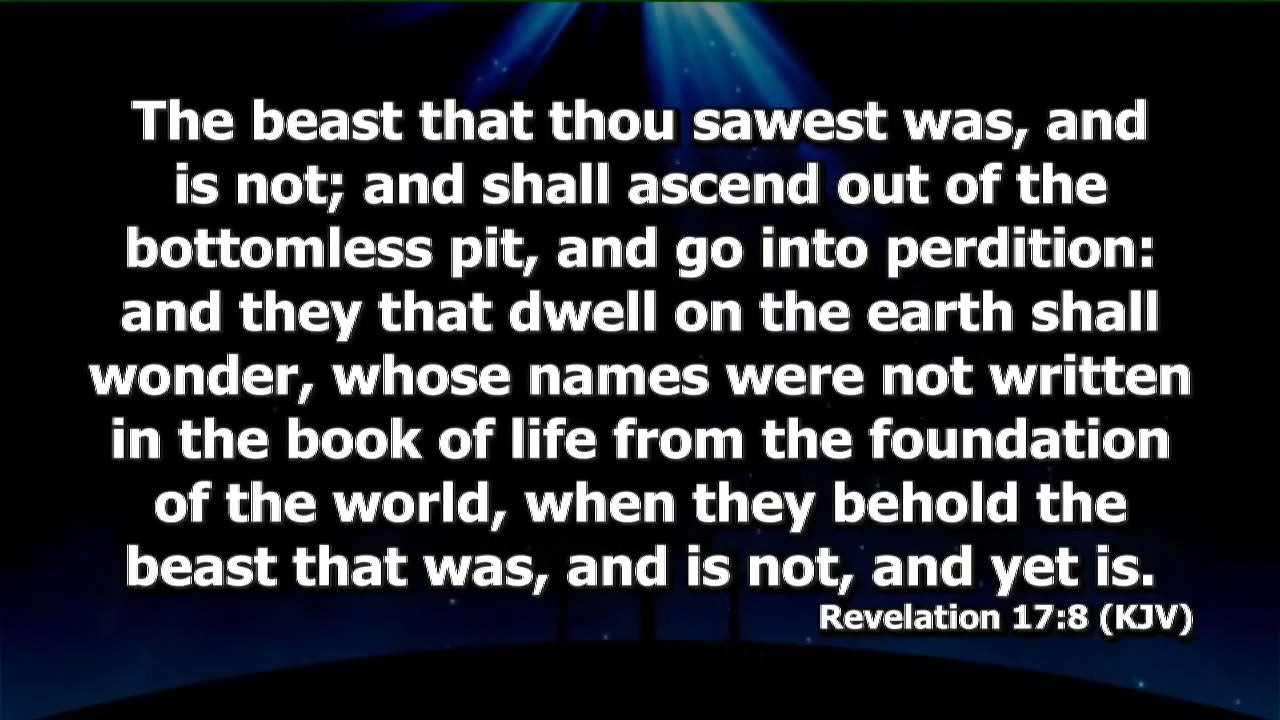 The beast that thou sawest was, and
is not; and shall ascend out of the
bottomless pit, and go into perdition:
and they that dwell on the earth shall
wonder, whose names were not written
in the book of life from the foundation
of the world, when they behold the
beast that was, and is not, and yet is.
Revelation 17:8 (KJV)